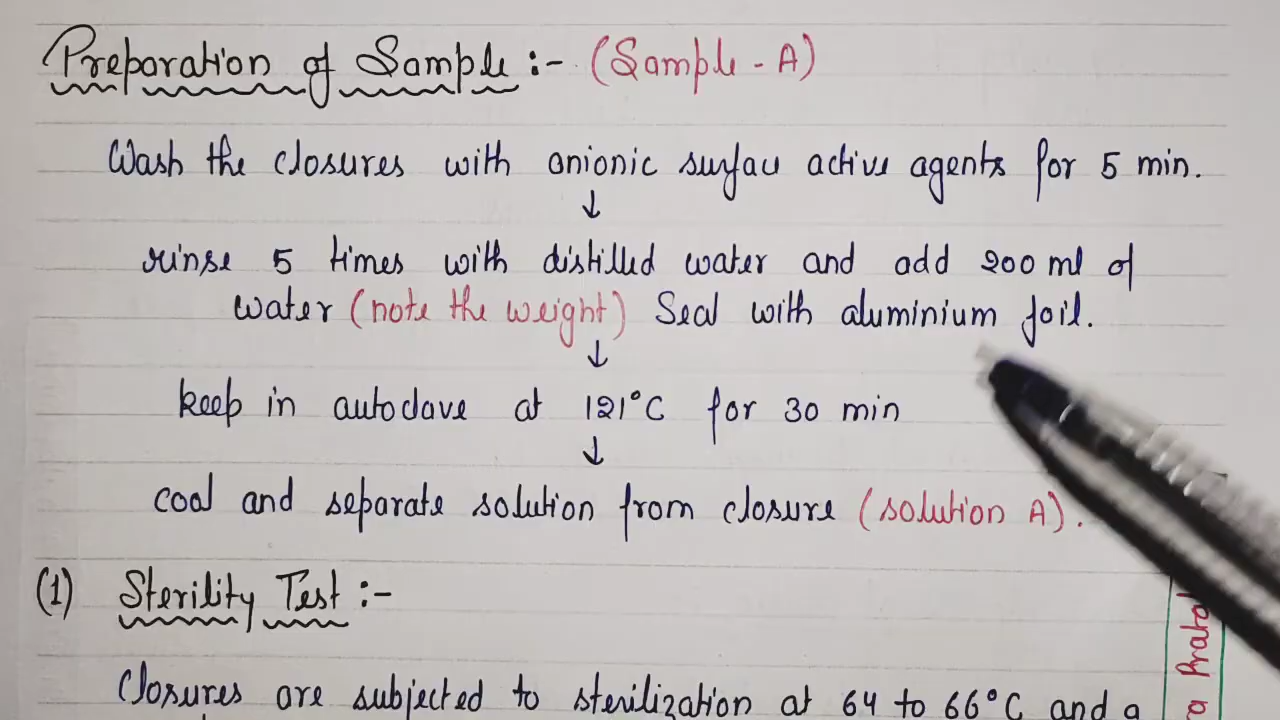 Preparation of Sample :- (Sample - A)
Wash the closures with anionic surface active agents for 5 min.
↓
rinse 5 times with distilled water and add 200 ml of
water (note the weight) Seal with aluminium foil.
↓
keep in autoclave at 121°C for 30 min
↓
cool and separate solution from closure (solution A).
(1) Sterility Test :-
Closures are subjected to sterilization at 64 to 66°C and a